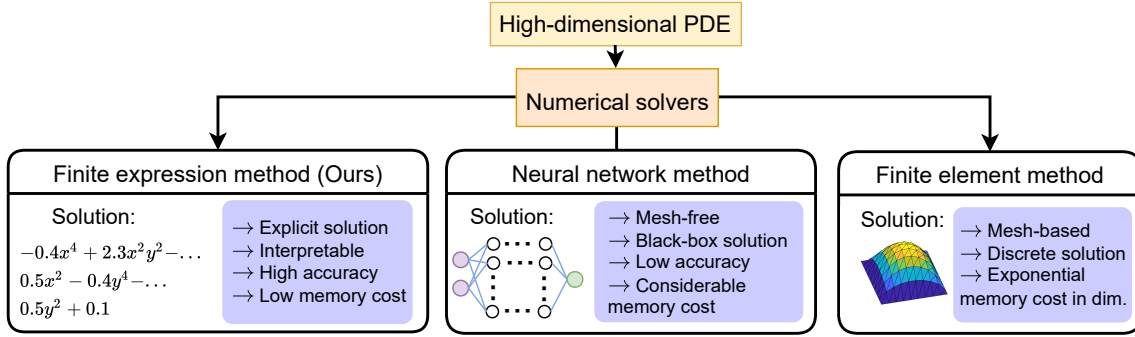 High-dimensional PDE
Numerical solvers
Finite expression method (Ours)
Solution:
−0.4x⁴ + 2.3x²y² − . . .
0.5x² − 0.4y⁴ − . . .
0.5y² + 0.1
→ Explicit solution
→ Interpretable
→ High accuracy
→ Low memory cost
Neural network method
Solution:
→ Mesh-free
→ Black-box solution
→ Low accuracy
→ Considerable
memory cost
Finite element method
Solution:
→ Mesh-based
→ Discrete solution
→ Exponential
memory cost in dim.